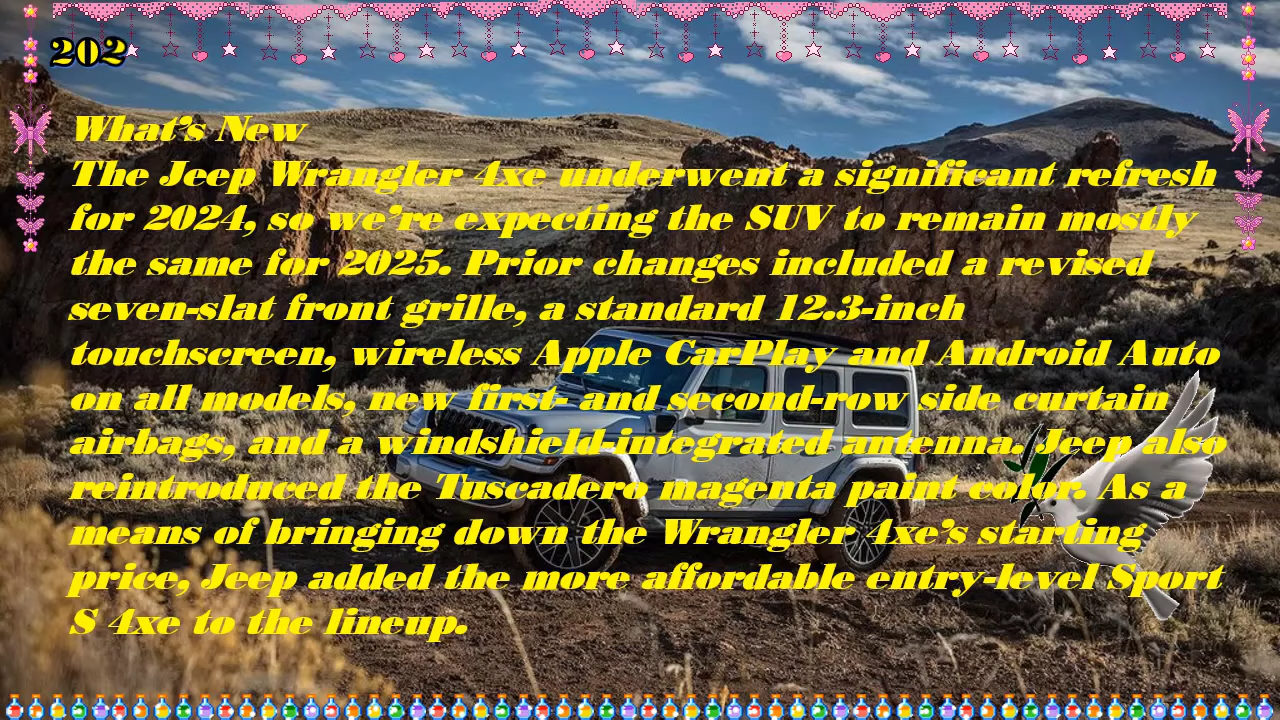 202
What's New
The Jeep Wrangler 4xe underwent a significant refresh
for 2024, so we're expecting the SUV to remain mostly
the same for 2025. Prior changes included a revised
seven-slat front grille, a standard 12.3-inch
touchscreen, wireless Apple CarPlay and Android Auto
on all models, new first- and second-row side curtain
airbags, and a windshield-integrated antenna. Jeep also
reintroduced the Tuscadero magenta paint color. As a
means of bringing down the Wrangler 4xe's starting
price, Jeep added the more affordable entry-level Sport
S 4xe to the lineup.